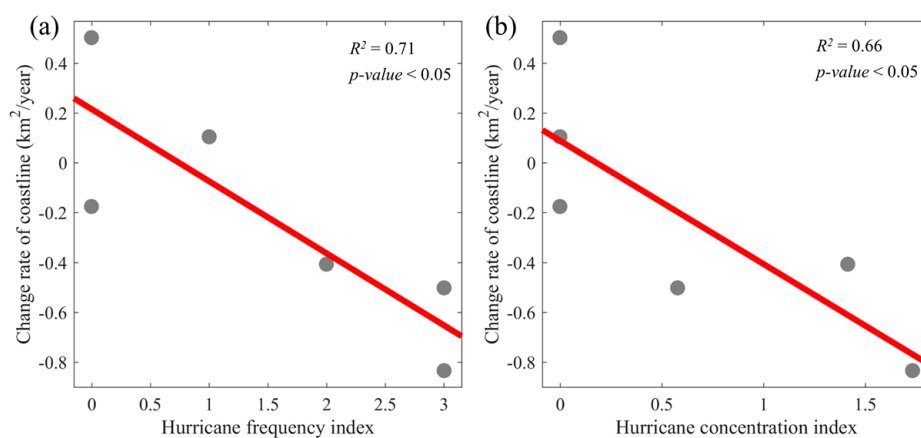 (a)
R² = 0.71
p-value < 0.05
0.4
0.2
0
-0.2
-0.4
-0.6
-0.8
Change rate of coastline (km²/year)
0 0.5 1 1.5 2 2.5 3
Hurricane frequency index
(b)
R² = 0.66
p-value < 0.05
0.4
0.2
0
-0.2
-0.4
-0.6
-0.8
Change rate of coastline (km²/year)
0 0.5 1 1.5
Hurricane concentration index